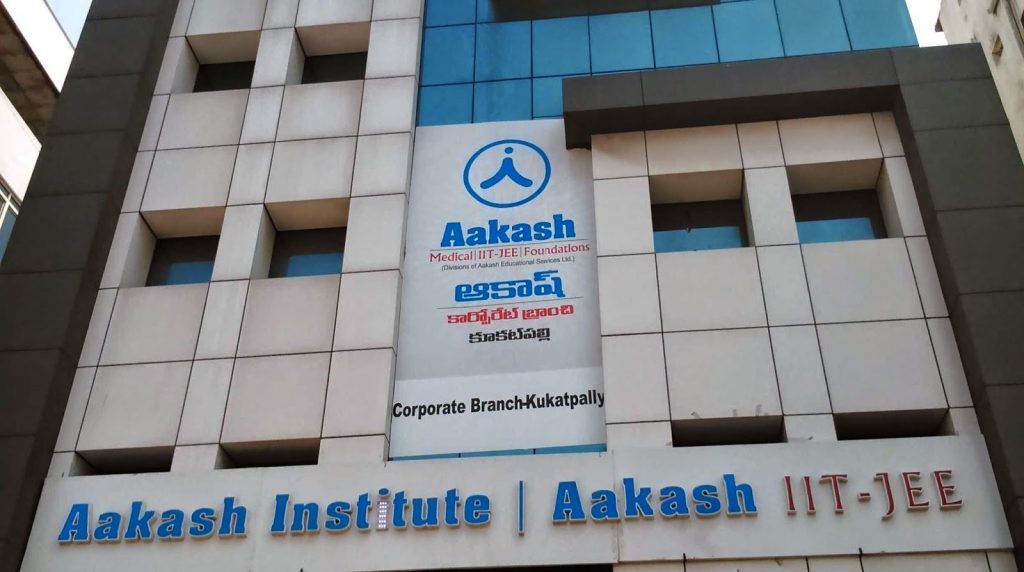 Aakash
Medical|IIT-JEE|Foundations
(Divisions of Aakash Educational Services Ltd.)
ఆకాష్
కార్పోరేట్ బ్రాంచి
కూకట్‌పల్లి
Corporate Branch-Kukatpally
Aakash Institute | Aakash IIT-JEE